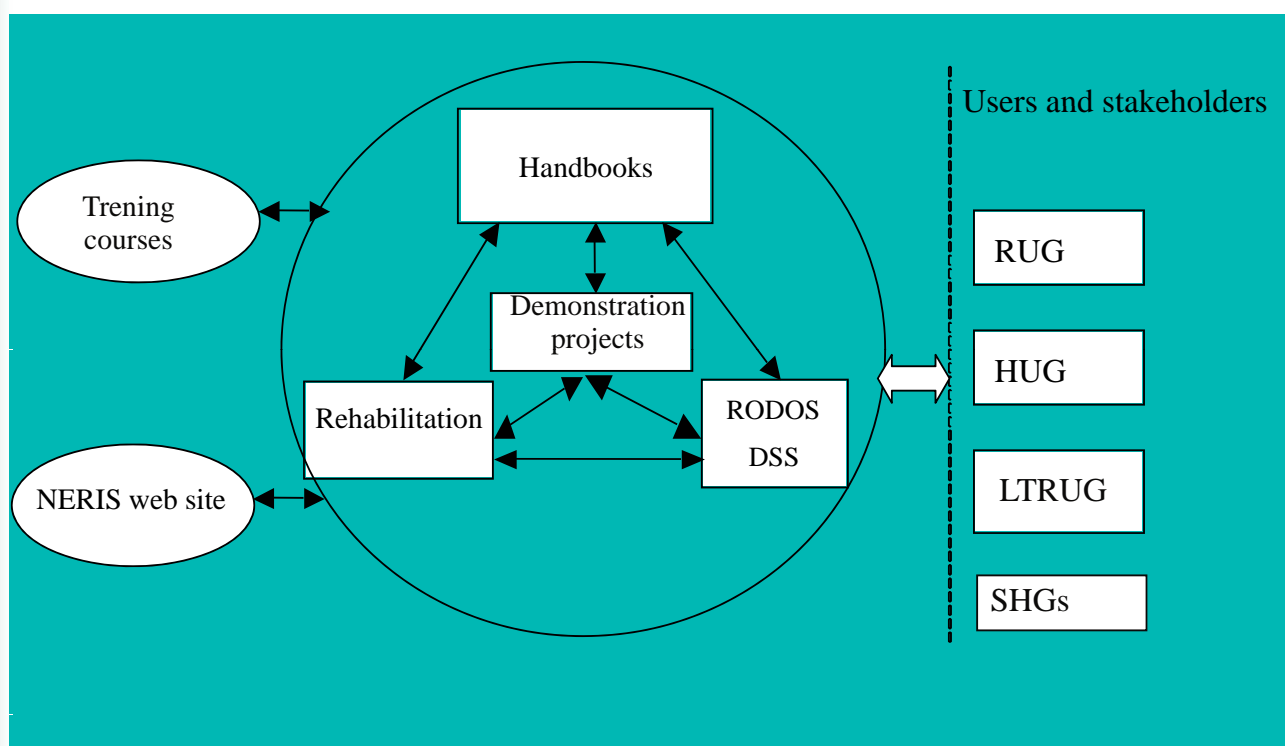 Users and stakeholders
Handbooks
Trening
courses
RUG
Demonstration
projects
HUG
Rehabilitation
RODOS
DSS
NERIS web site
LTRUG
SHGs